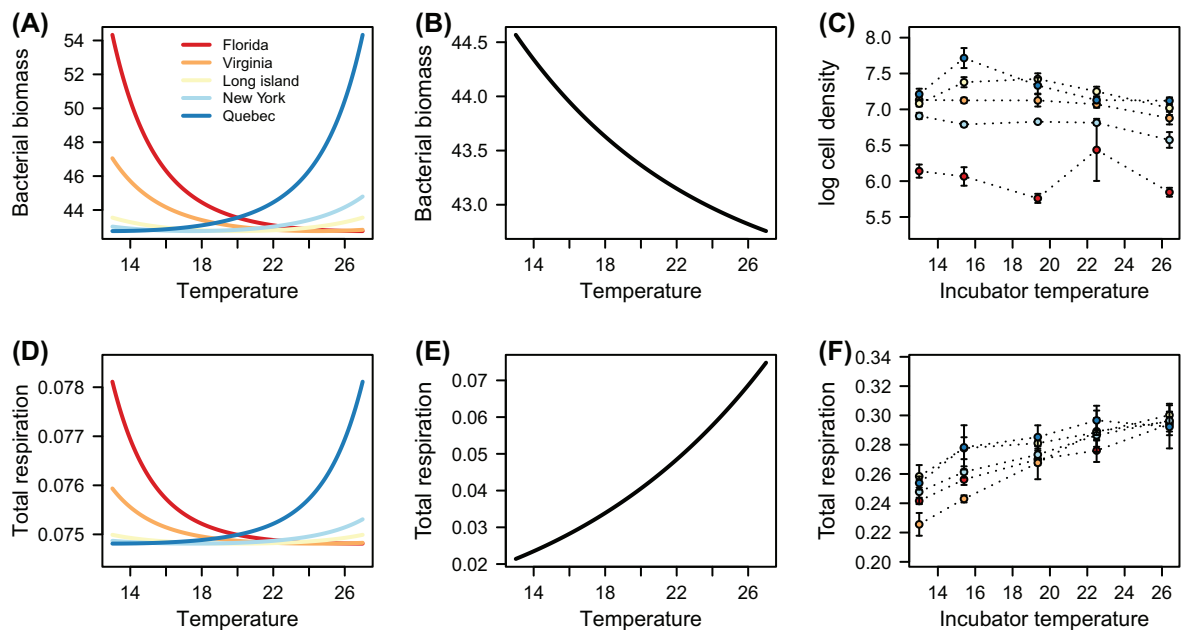 (A)
Bacterial biomass
54
52
50
48
46
44
Florida
Virginia
Long island
New York
Quebec
14
18
22
26
Temperature
(B)
Bacterial biomass
44.5
44.0
43.5
43.0
14
18
22
26
Temperature
(C)
log cell density
8.0
7.5
7.0
6.5
6.0
5.5
14
16
18
20
22
24
26
Incubator temperature
(D)
Total respiration
0.078
0.077
0.076
0.075
14
18
22
26
Temperature
(E)
Total respiration
0.07
0.06
0.05
0.04
0.03
0.02
14
18
22
26
Temperature
(F)
Total respiration
0.34
0.32
0.30
0.28
0.26
0.24
0.22
0.20
14
16
18
20
22
24
26
Incubator temperature